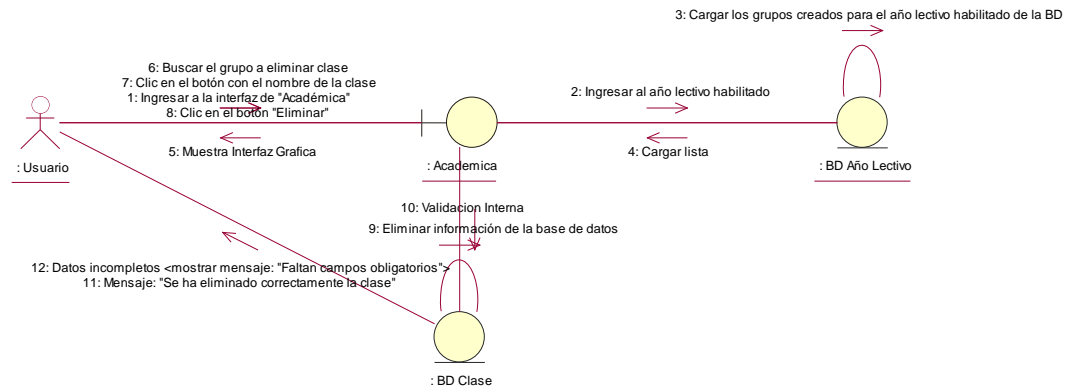 3: Cargar los grupos creados para el año lectivo habilitado de la BD
6: Buscar el grupo a eliminar clase
7: Clic en el botón con el nombre de la clase
1: Ingresar a la interfaz de "Académica"
8: Clic en el botón "Eliminar"
2: Ingresar al año lectivo habilitado
5: Muestra Interfaz Grafica
4: Cargar lista
: Usuario
: Academica
: BD Año Lectivo
10: Validacion Interna
9: Eliminar información de la base de datos
12: Datos incompletos <mostrar mensaje: "Faltan campos obligatorios">
11: Mensaje: "Se ha eliminado correctamente la clase"
: BD Clase